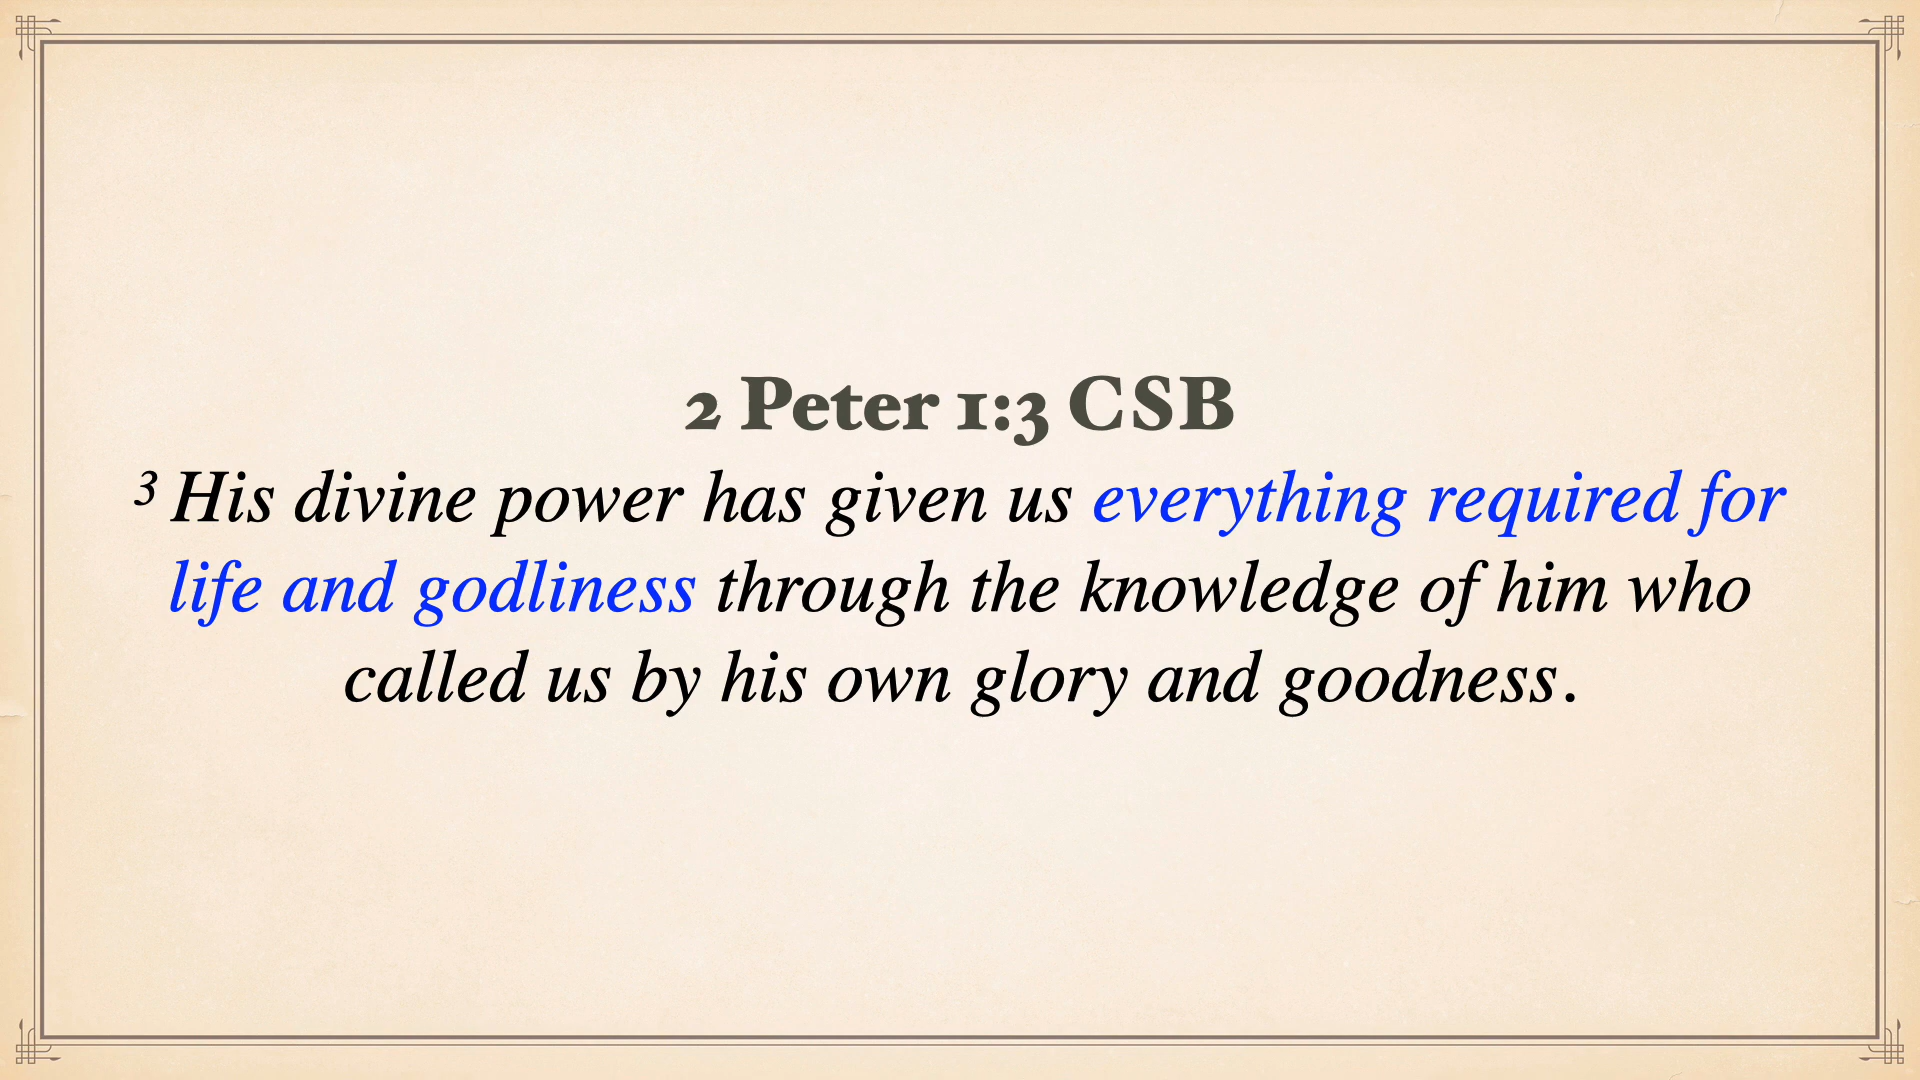 2 Peter 1:3 CSB
³ His divine power has given us everything required for
life and godliness through the knowledge of him who
called us by his own glory and goodness.